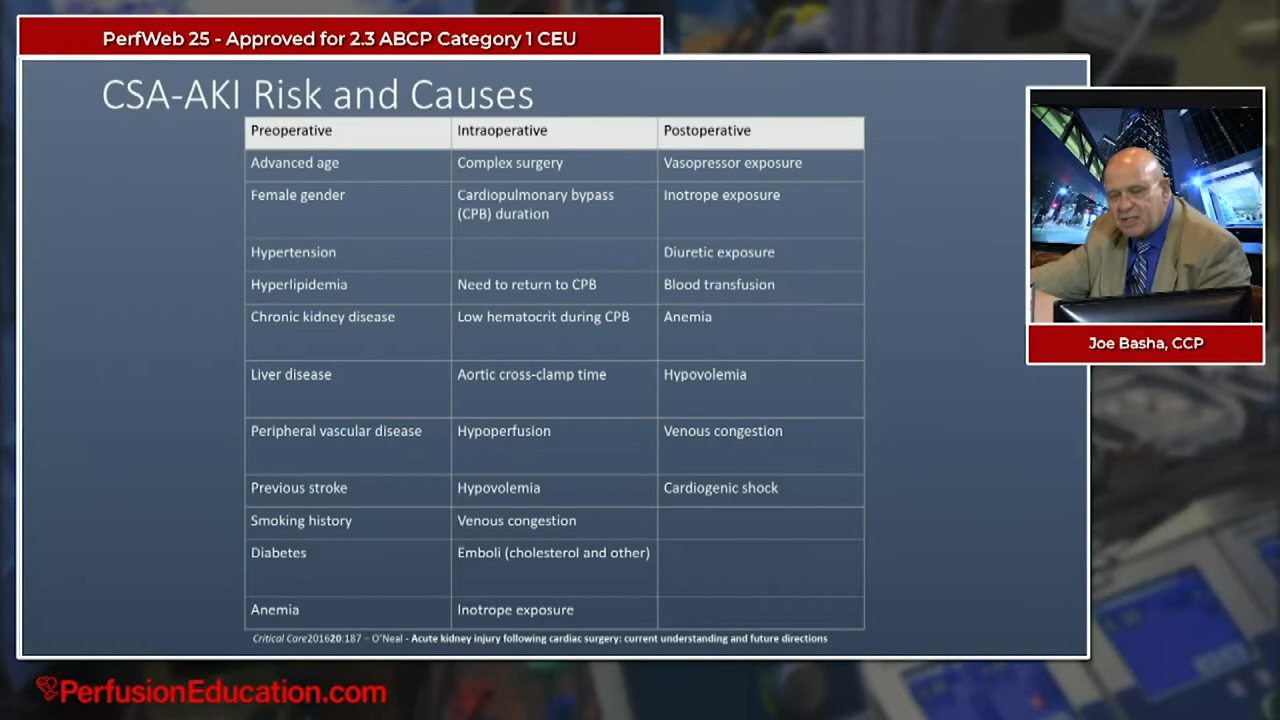 PerfWeb 25 - Approved for 2.3 ABCP Category 1 CEU
CSA-AKI Risk and Causes
Preoperative Intraoperative Postoperative
Advanced age Complex surgery Vasopressor exposure
Female gender Cardiopulmonary bypass Inotrope exposure
(CPB) duration
Hypertension Diuretic exposure
Hyperlipidemia Need to return to CPB Blood transfusion
Chronic kidney disease Low hematocrit during CPB Anemia
Liver disease Aortic cross-clamp time Hypovolemia
Peripheral vascular disease Hypoperfusion Venous congestion
Previous stroke Hypovolemia Cardiogenic shock
Smoking history Venous congestion
Diabetes Emboli (cholesterol and other)
Anemia Inotrope exposure
Critical Care201620:187 – O'Neal - Acute kidney injury following cardiac surgery: current understanding and future directions
Joe Basha, CCP
PerfusionEducation.com